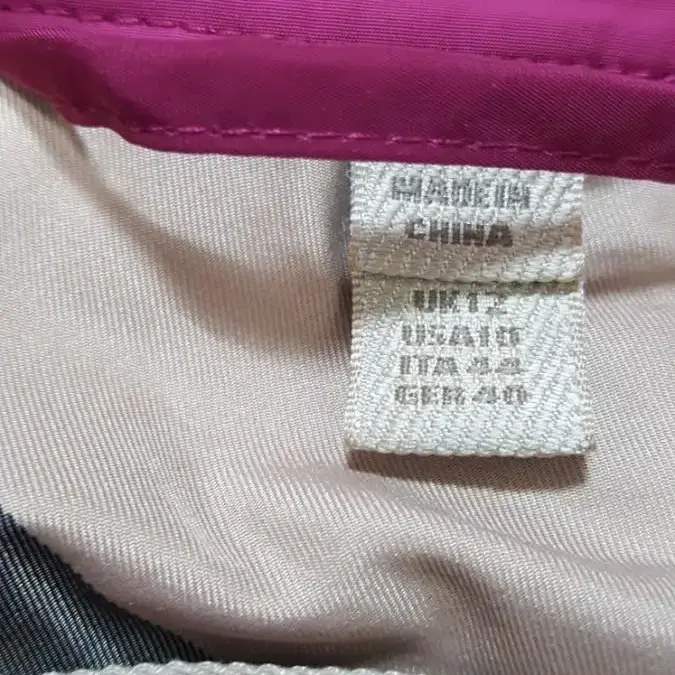 MADE IN
CHINA
UK12
USA10
ITA 44
GER 40